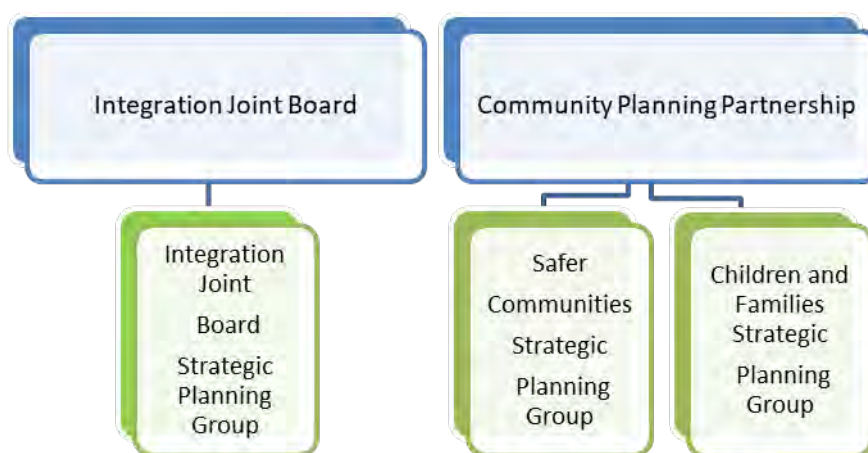 Integration Joint Board
Community Planning Partnership
Integration
Joint
Board
Strategic
Planning
Group
Safer
Communities
Strategic
Planning
Group
Children and
Families
Strategic
Planning
Group